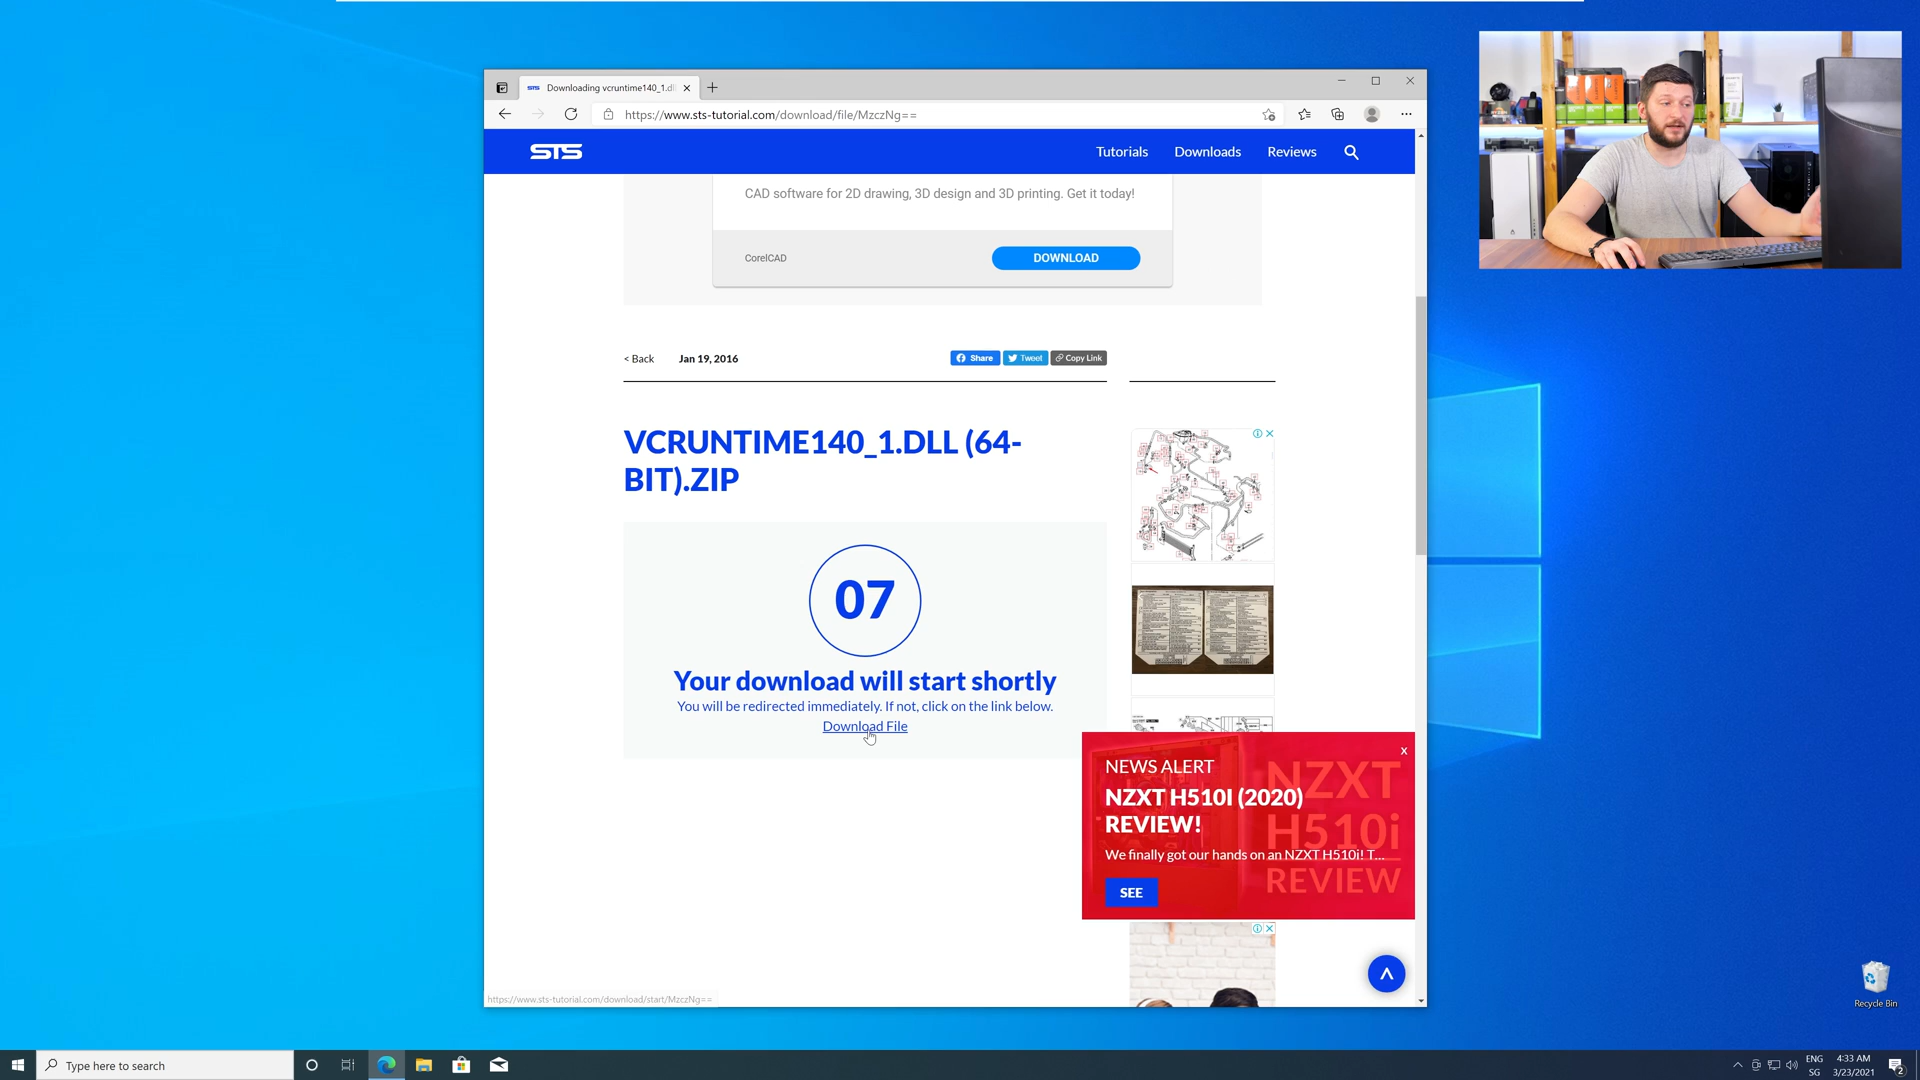 Downloading vcruntime140_1.dl
https://www.sts-tutorial.com/download/file/MzczNg==
STS
Tutorials
Downloads
Reviews
CAD software for 2D drawing, 3D design and 3D printing. Get it today!
CorelCAD
DOWNLOAD
< Back
Jan 19, 2016
Share
Tweet
Copy Link
VCRUNTIME140_1.DLL (64-
BIT).ZIP
07
Your download will start shortly
You will be redirected immediately. If not, click on the link below.
Download File
NEWS ALERT
NZXT H510I (2020)
REVIEW!
We finally got our hands on an NZXT H510i! T...
SEE
NZXT
H510i
REVIEW
https://www.sts-tutorial.com/download/start/MzczNg==
Recycle Bin
Type here to search
ENG
SG
4:33 AM
3/23/2021
2